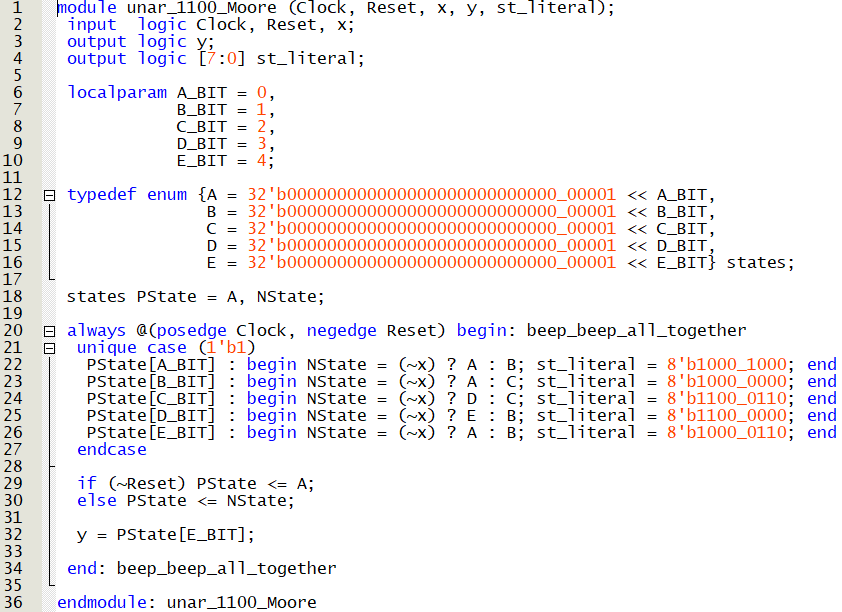 1 module unar_1100_Moore (Clock, Reset, x, y, st_literal);
2 input  logic Clock, Reset, x;
3 output logic y;
4 output logic [7:0] st_literal;
5
6 localparam A_BIT = 0,
7 B_BIT = 1,
8 C_BIT = 2,
9 D_BIT = 3,
10 E_BIT = 4;
11
12 typedef enum {A = 32'b000000000000000000000000000_00001 << A_BIT,
13 B = 32'b000000000000000000000000000_00001 << B_BIT,
14 C = 32'b000000000000000000000000000_00001 << C_BIT,
15 D = 32'b000000000000000000000000000_00001 << D_BIT,
16 E = 32'b000000000000000000000000000_00001 << E_BIT} states;
17
18 states PState = A, NState;
19
20 always @(posedge Clock, negedge Reset) begin: beep_beep_all_together
21 unique case (1'b1)
22 PState[A_BIT] : begin NState = (~x) ? A : B; st_literal = 8'b1000_1000; end
23 PState[B_BIT] : begin NState = (~x) ? A : C; st_literal = 8'b1000_0000; end
24 PState[C_BIT] : begin NState = (~x) ? D : C; st_literal = 8'b1100_0110; end
25 PState[D_BIT] : begin NState = (~x) ? E : B; st_literal = 8'b1100_0000; end
26 PState[E_BIT] : begin NState = (~x) ? A : B; st_literal = 8'b1000_0110; end
27 endcase
28
29 if (~Reset) PState <= A;
30 else PState <= NState;
31
32 y = PState[E_BIT];
33
34 end: beep_beep_all_together
35
36 endmodule: unar_1100_Moore